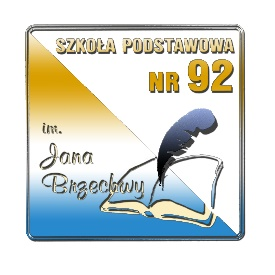 SZKOŁA PODSTAWOWA
NR 92
im.
Jana
Brzechwy